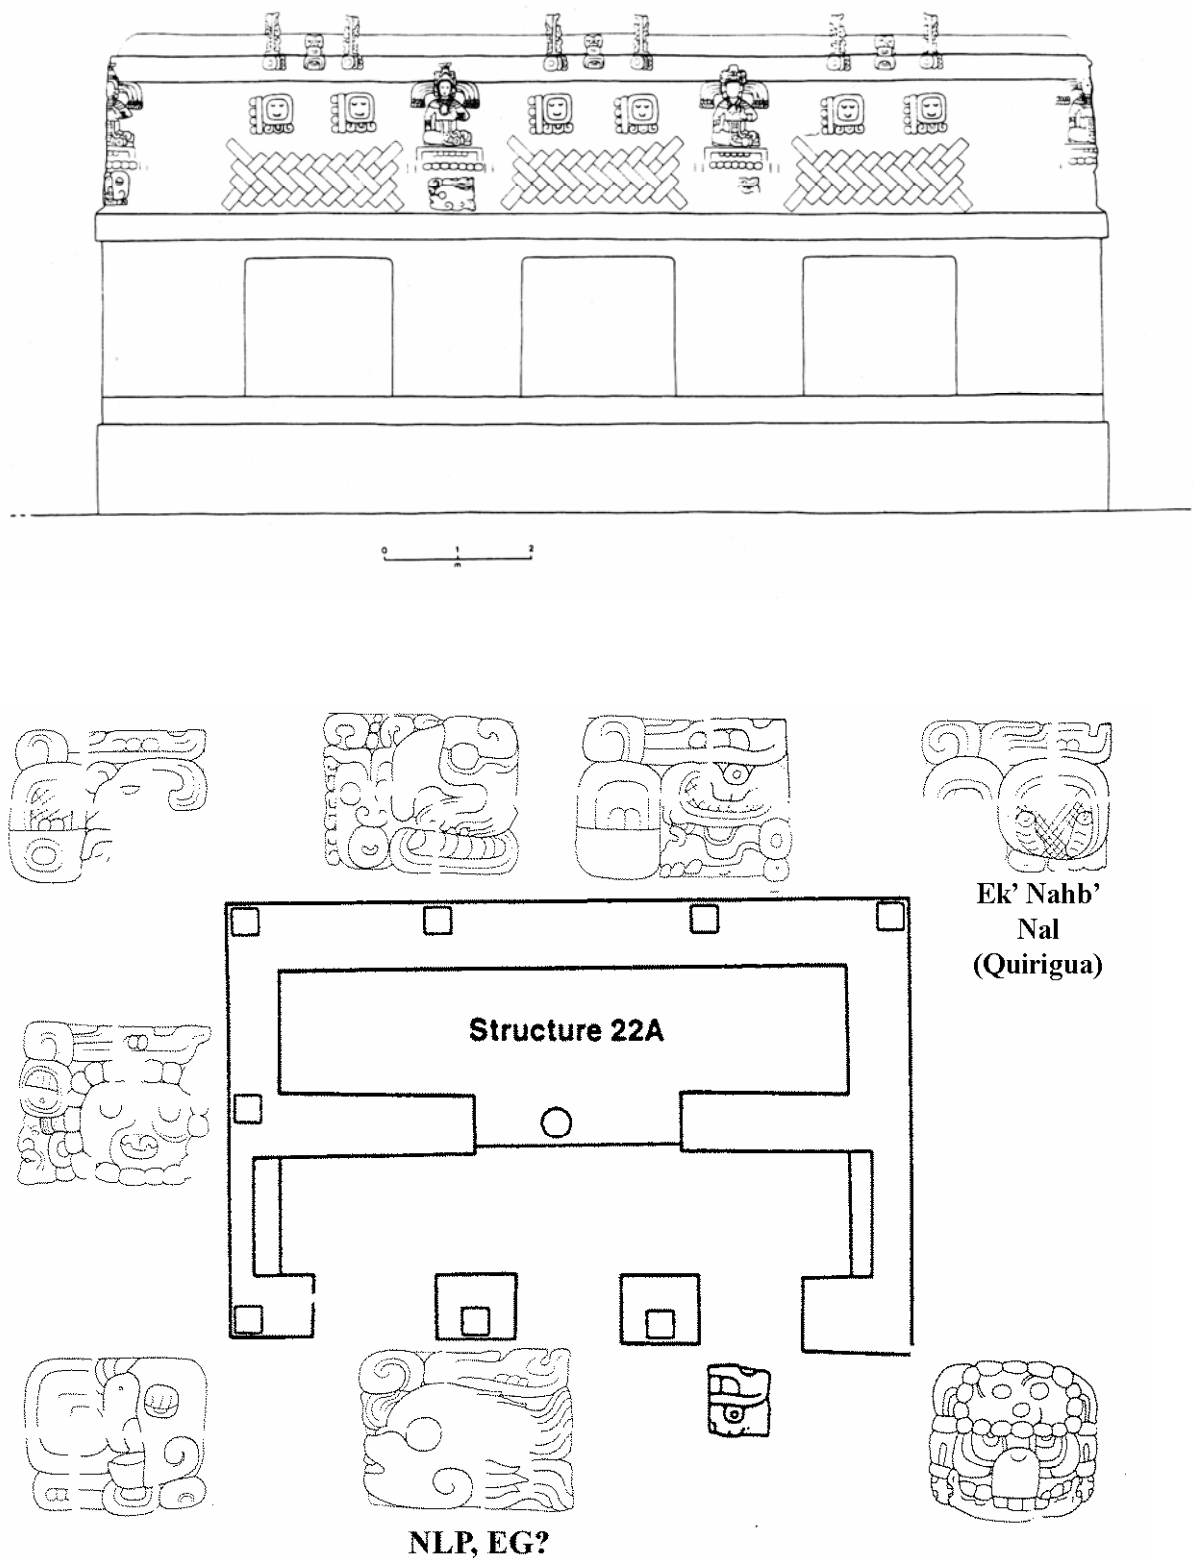 0 1 2
m
Ek’ Nahb’
Nal
(Quirigua)
Structure 22A
NLP, EG?